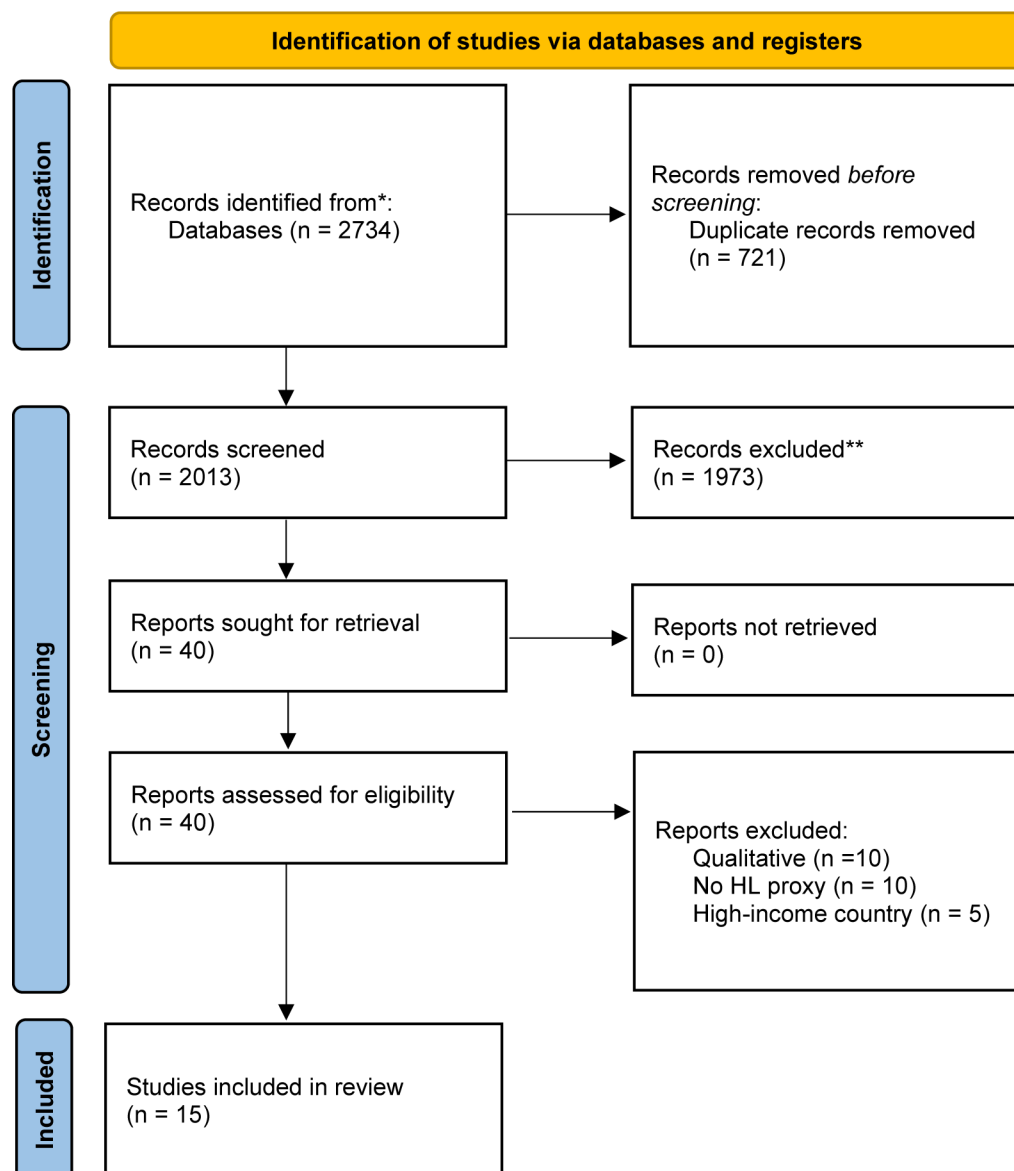 Identification of studies via databases and registers
Identification
Records identified from*:
Databases (n = 2734)
Records removed before
screening:
Duplicate records removed
(n = 721)
Screening
Records screened
(n = 2013)
Records excluded**
(n = 1973)
Reports sought for retrieval
(n = 40)
Reports not retrieved
(n = 0)
Reports assessed for eligibility
(n = 40)
Reports excluded:
Qualitative (n =10)
No HL proxy (n = 10)
High-income country (n = 5)
Included
Studies included in review
(n = 15)